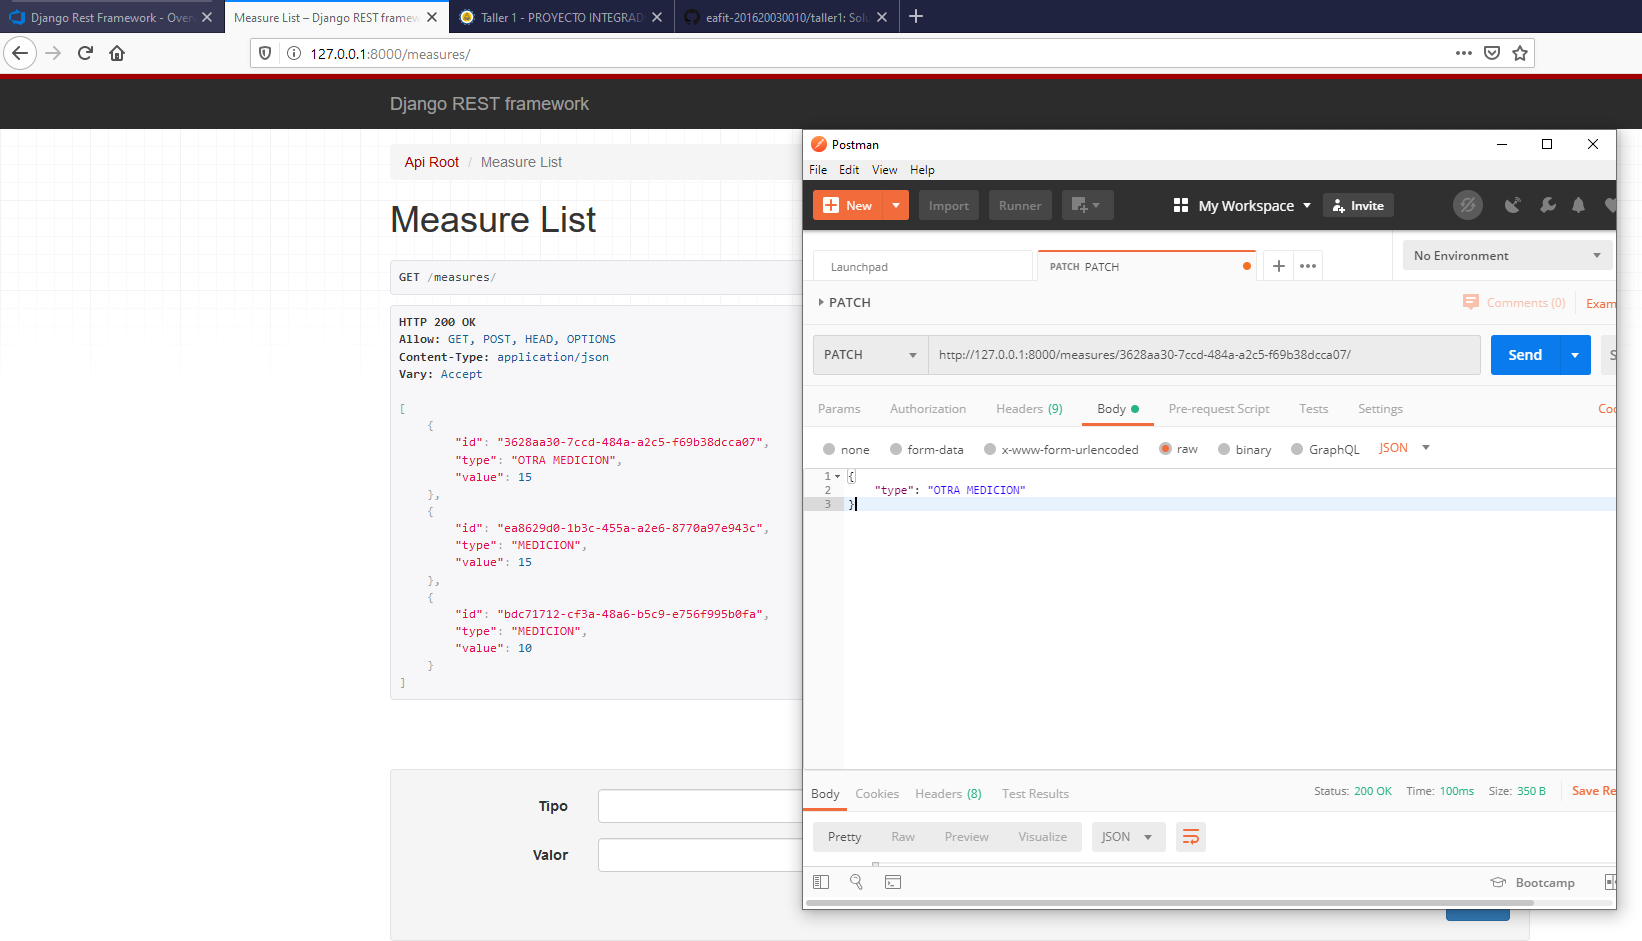 Django Rest Framework - Over
Measure List – Django REST framew
Taller 1 - PROYECTO INTEGRAD
eafit-201620030010/taller1: Solu
127.0.0.1:8000/measures/
Django REST framework
Api Root / Measure List
Measure List
GET /measures/
HTTP 200 OK
Allow: GET, POST, HEAD, OPTIONS
Content-Type: application/json
Vary: Accept
[
{
"id": "3628aa30-7ccd-484a-a2c5-f69b38dcca07",
"type": "OTRA MEDICION",
"value": 15
},
{
"id": "ea8629d0-1b3c-455a-a2e6-8770a97e943c",
"type": "MEDICION",
"value": 15
},
{
"id": "bdc71712-cf3a-48a6-b5c9-e756f995b0fa",
"type": "MEDICION",
"value": 10
}
]
Tipo
Valor
Postman
File Edit View Help
New Import Runner My Workspace Invite
Launchpad PATCH PATCH No Environment
PATCH Comments (0) Exam
PATCH http://127.0.0.1:8000/measures/3628aa30-7ccd-484a-a2c5-f69b38dcca07/ Send S
Params Authorization Headers (9) Body Pre-request Script Tests Settings Coo
none form-data x-www-form-urlencoded raw binary GraphQL JSON
1 {
2 "type": "OTRA MEDICION"
3 }
Body Cookies Headers (8) Test Results Status: 200 OK Time: 100ms Size: 350 B Save Re
Pretty Raw Preview Visualize JSON
Bootcamp